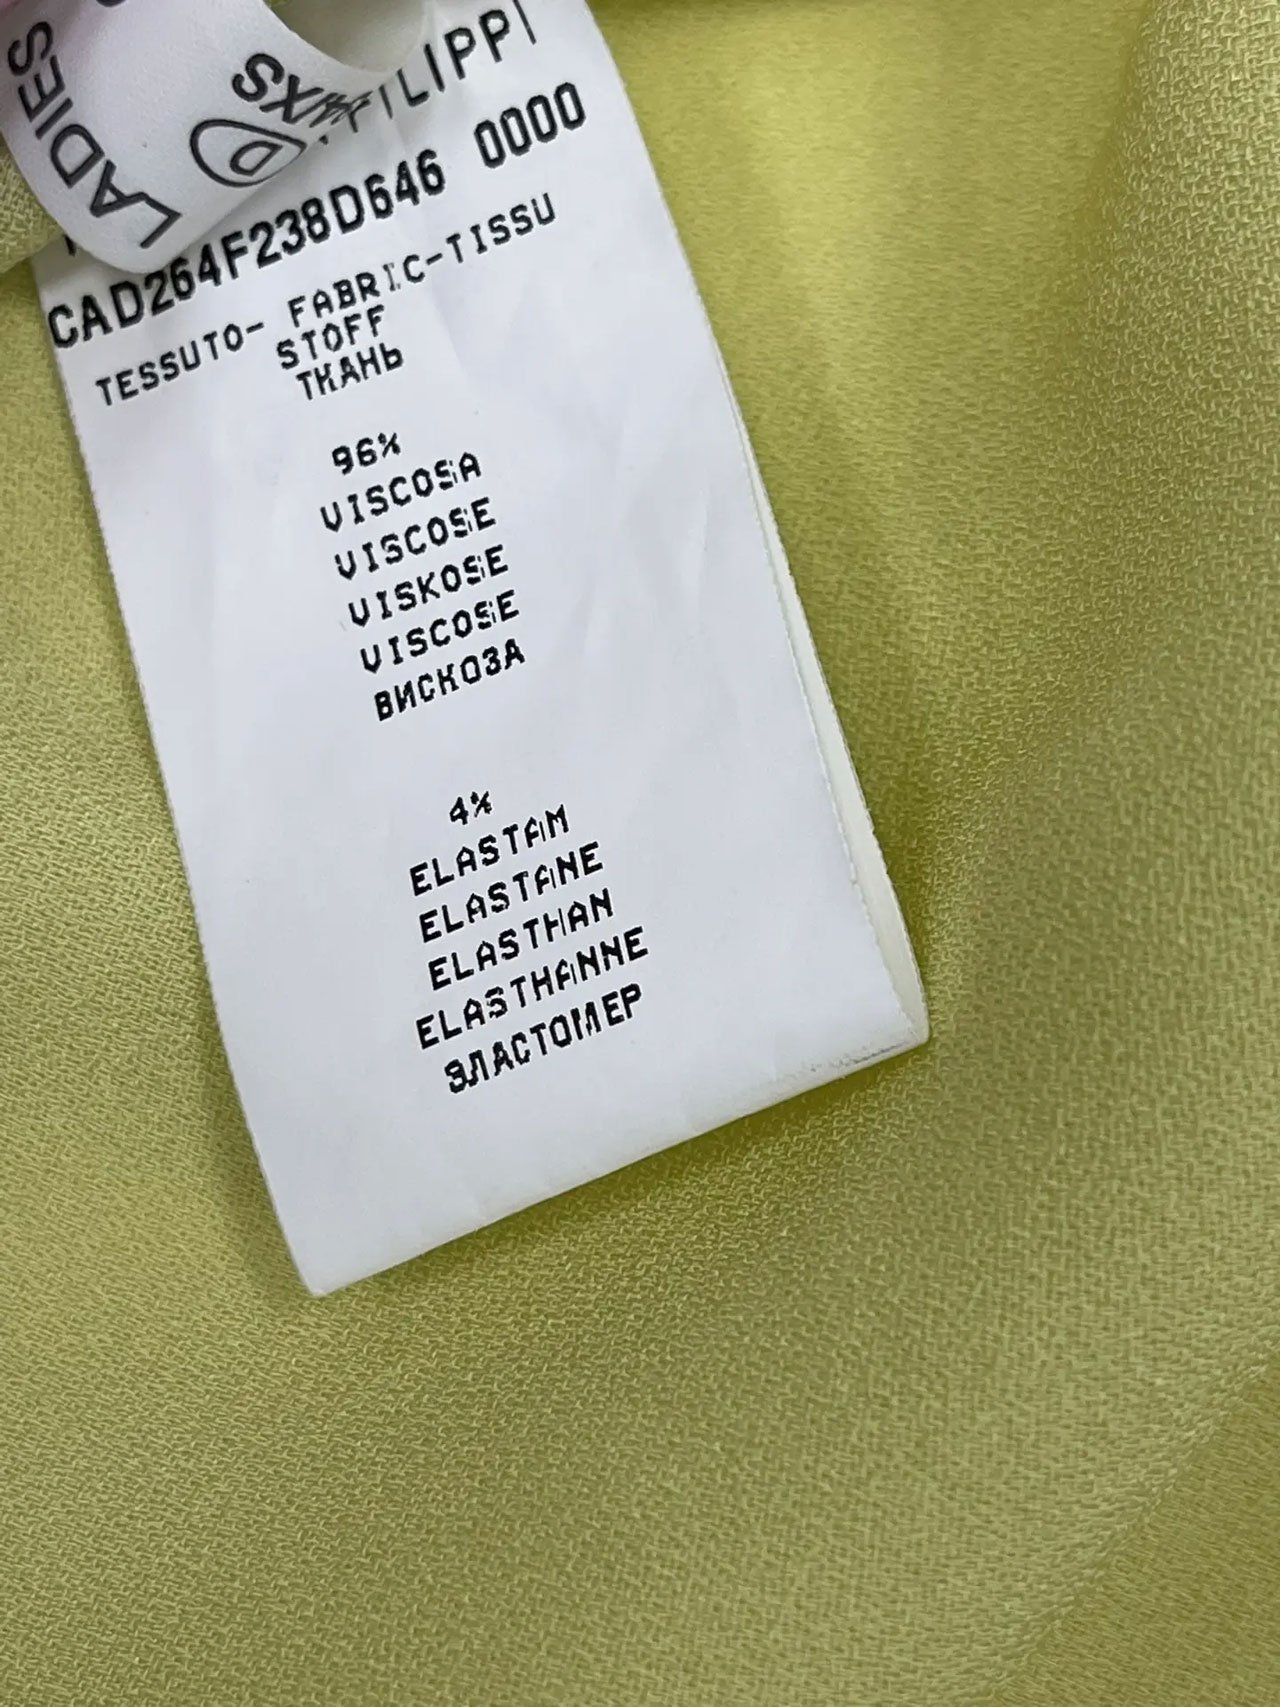 LADIES
FILIPPI
CAD264F238D646 0000
TESSUTO- FABRIC-TISSU
STOFF
ТКАНЬ
96%
VISCOSA
VISCOSE
VISKOSE
VISCOSE
ВИСКОЗА
4%
ELASTAM
ELASTANE
ELASTHAN
ELASTHANNE
ЭЛАСТОМЕР